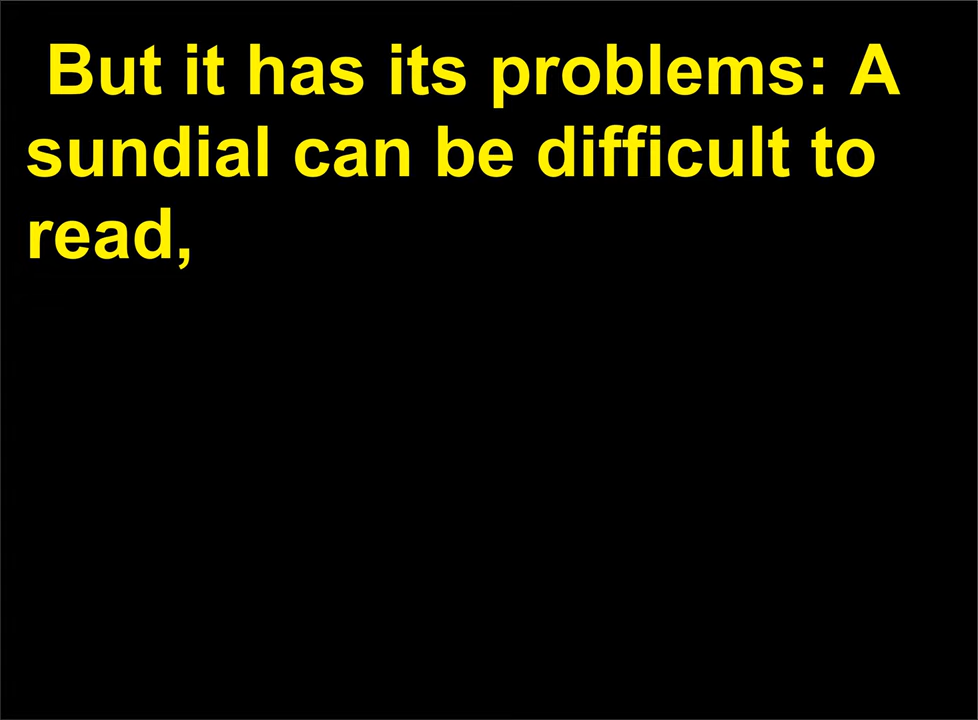 But it has its problems: A
sundial can be difficult to
read,